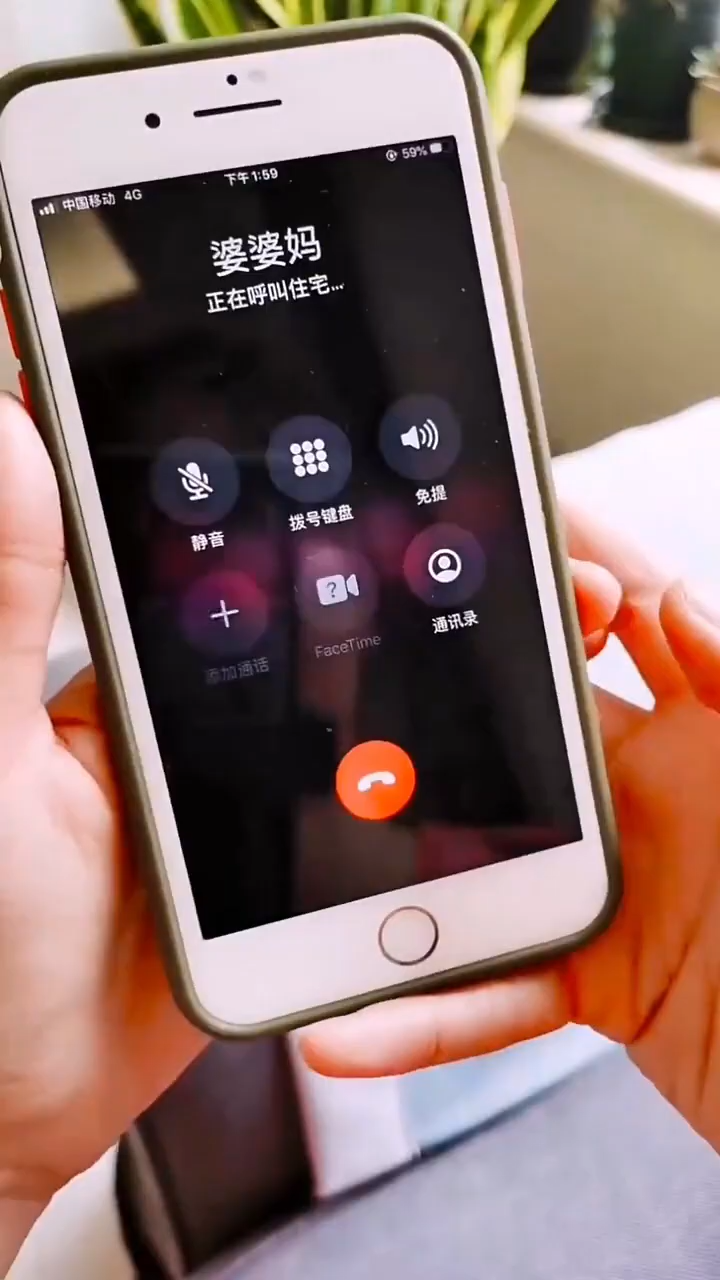 中国移动 4G
下午1:59
59%
婆婆妈
正在呼叫住宅...
静音
拨号键盘
免提
添加通话
?
FaceTime
通讯录